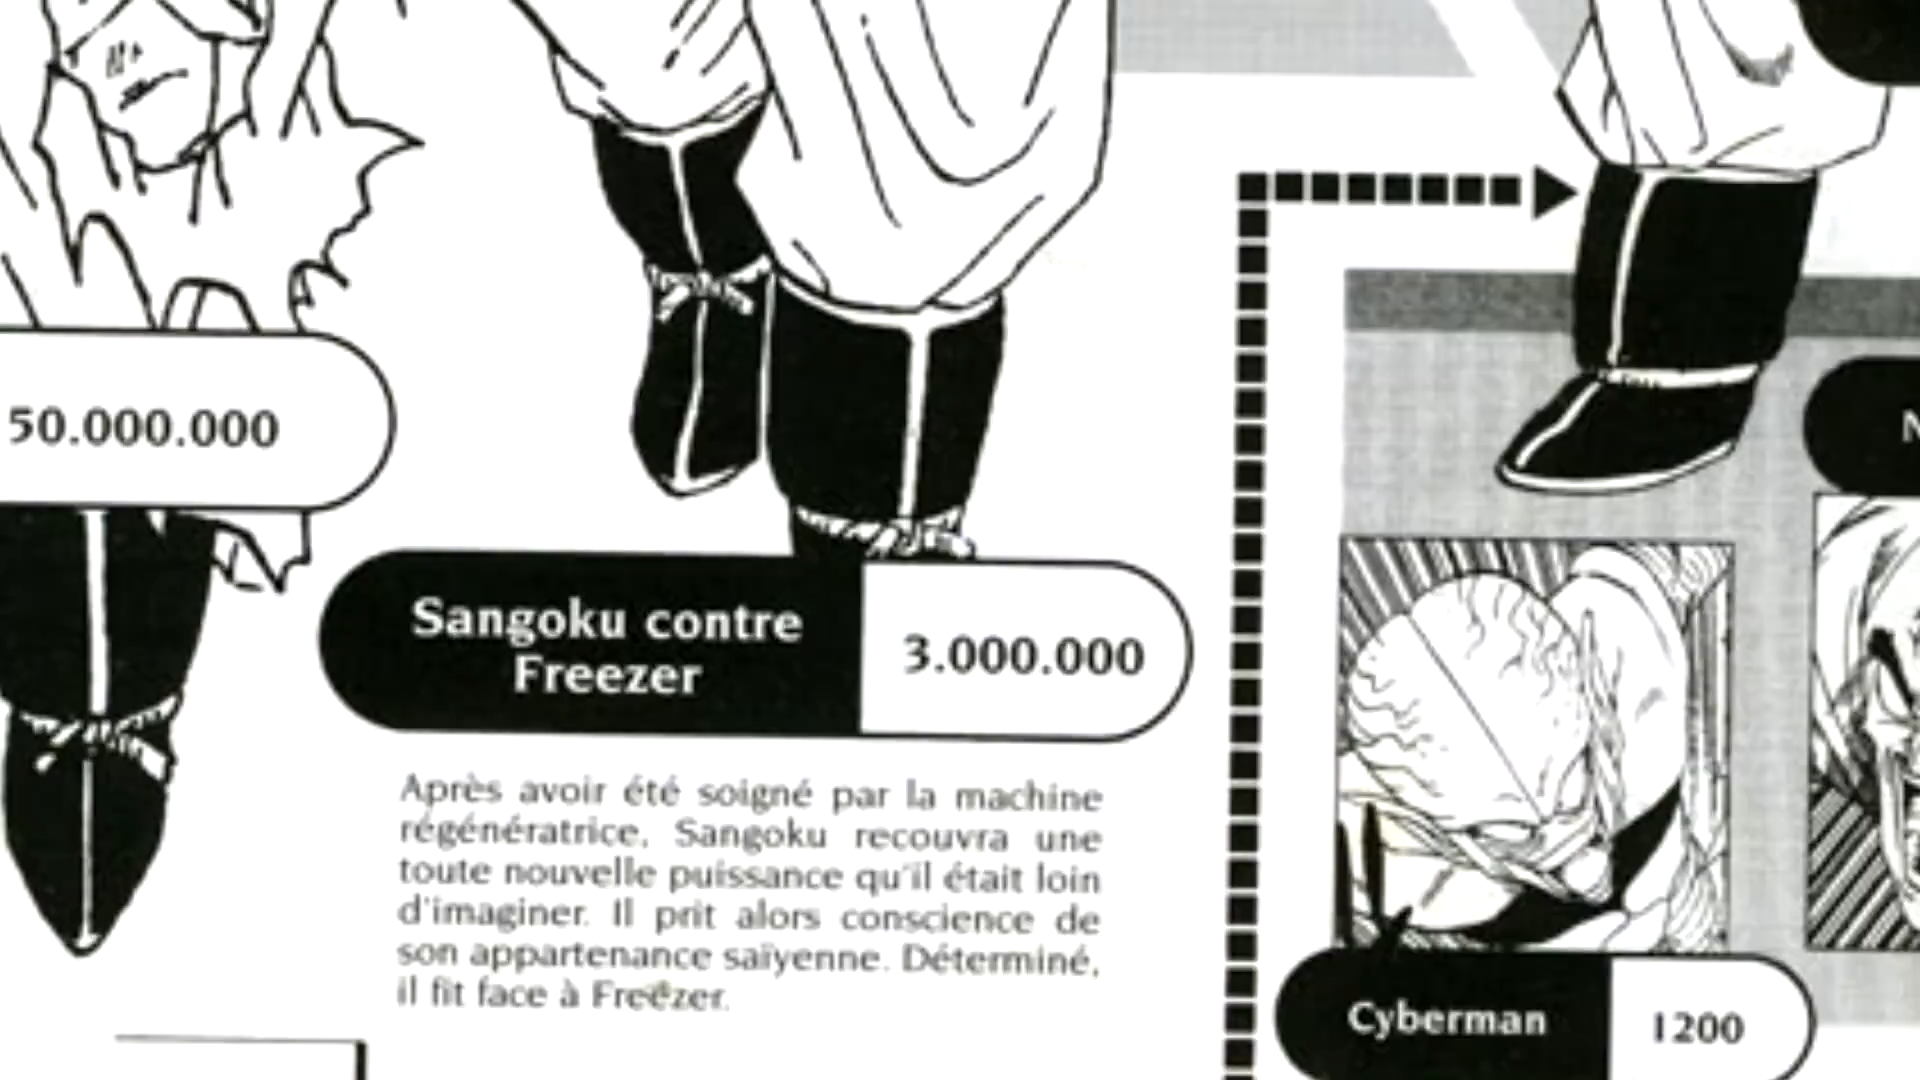 50.000.000
Sangoku contre
Freezer
3.000.000
Après avoir été soigné par la machine
régénératrice, Sangoku recouvra une
toute nouvelle puissance qu'il était loin
d'imaginer. Il prit alors conscience de
son appartenance saïyenne. Déterminé,
il fit face à Freezer.
N
Cyberman
1200